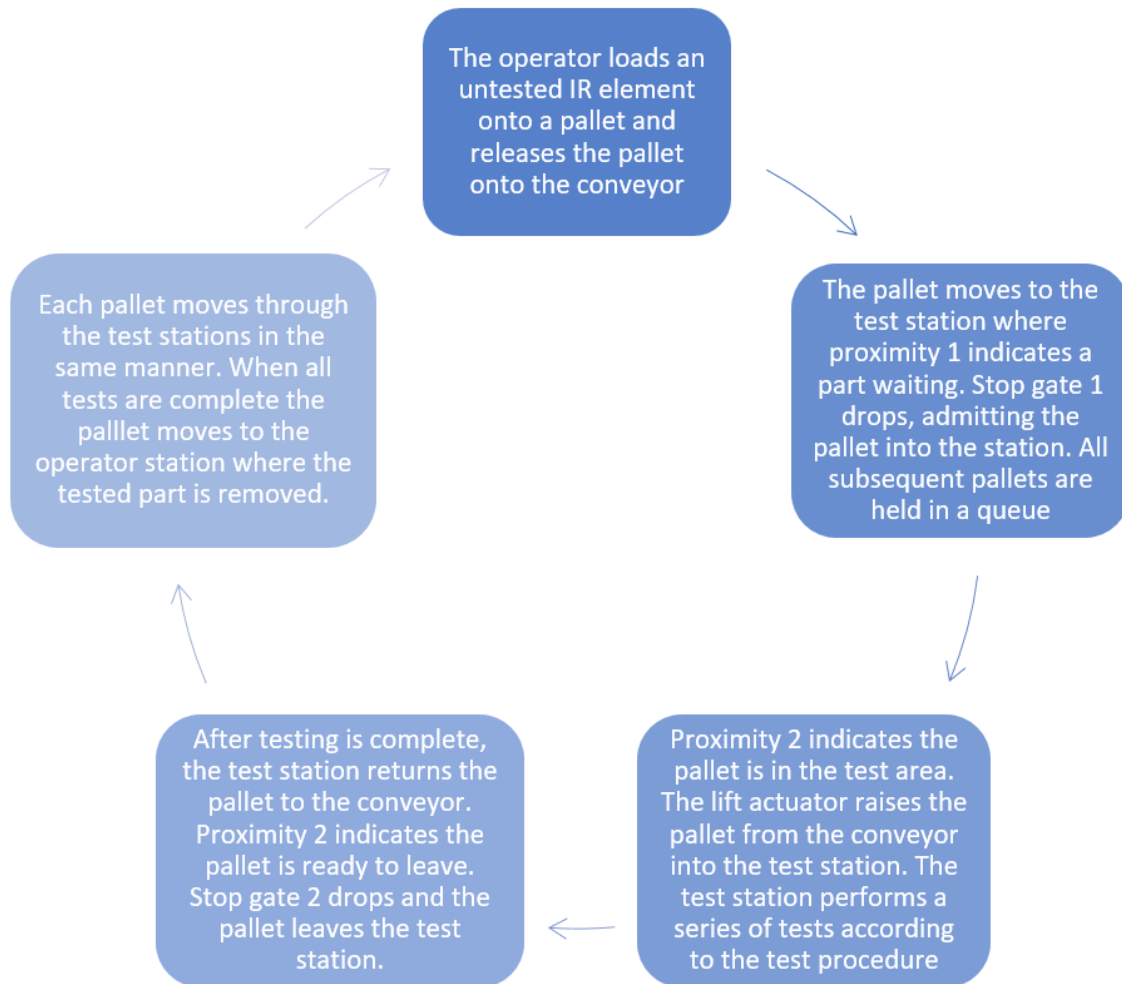 The operator loads an
untested IR element
onto a pallet and
releases the pallet
onto the conveyor
The pallet moves to the
test station where
proximity 1 indicates a
part waiting. Stop gate 1
drops, admitting the
pallet into the station. All
subsequent pallets are
held in a queue
Proximity 2 indicates the
pallet is in the test area.
The lift actuator raises the
pallet from the conveyor
into the test station. The
test station performs a
series of tests according
to the test procedure
After testing is complete,
the test station returns the
pallet to the conveyor.
Proximity 2 indicates the
pallet is ready to leave.
Stop gate 2 drops and the
pallet leaves the test
station.
Each pallet moves through
the test stations in the
same manner. When all
tests are complete the
palllet moves to the
operator station where the
tested part is removed.